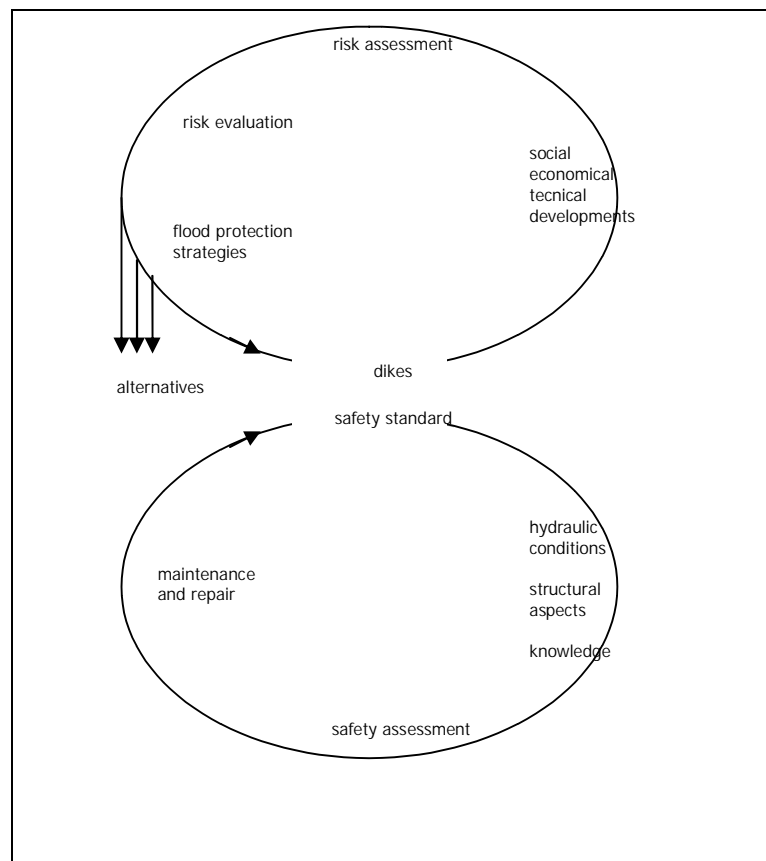 risk assessment
risk evaluation
social
economical
tecnical
developments
flood protection
strategies
dikes
alternatives
safety standard
hydraulic
conditions
maintenance
and repair
structural
aspects
knowledge
safety assessment